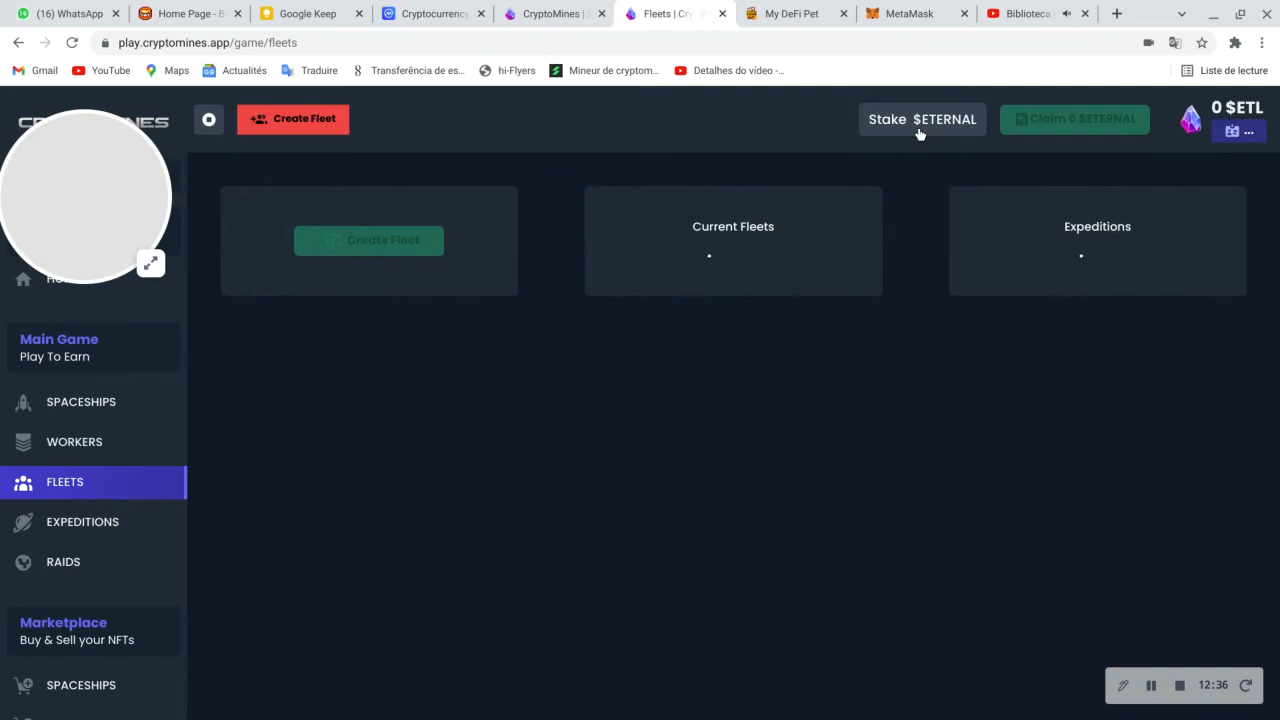 (16) WhatsApp
Home Page - B
Google Keep
Cryptocurrency
CryptoMines |
Fleets | Cry
My DeFi Pet
MetaMask
Biblioteca
play.cryptomines.app/game/fleets
Gmail
YouTube
Maps
Actualités
Traduire
Transferência de es...
hi-Flyers
Mineur de cryptom...
Detalhes do vídeo -...
Liste de lecture
Create Fleet
Stake $ETERNAL
Claim 0 $ETERNAL
0 $ETL
...
Create Fleet
Current Fleets
Expeditions
Main Game
Play To Earn
SPACESHIPS
WORKERS
FLEETS
EXPEDITIONS
RAIDS
Marketplace
Buy & Sell your NFTs
SPACESHIPS
12:36